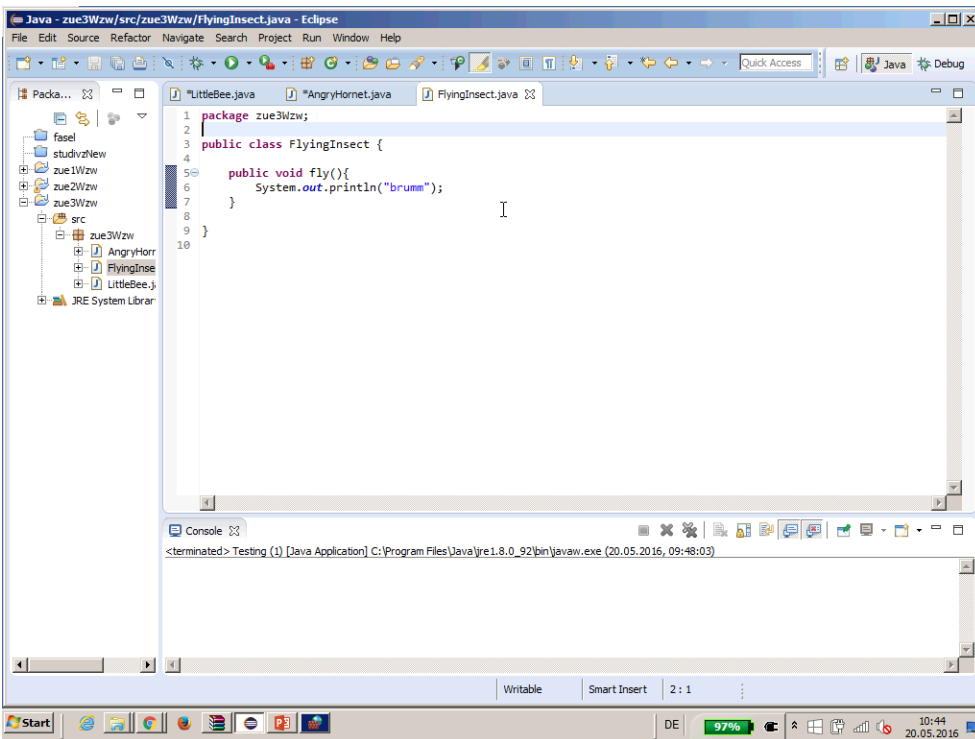 Java - zue3Wzw/src/zue3Wzw/FlyingInsect.java - Eclipse
File Edit Source Refactor Navigate Search Project Run Window Help
Quick Access Java Debug
Packa... *LittleBee.java *AngryHornet.java FlyingInsect.java
fasel
studivzNew
zue1Wzw
zue2Wzw
zue3Wzw
src
zue3Wzw
AngryHorr
FlyingInse
LittleBee.j
JRE System Librar
1 package zue3Wzw;
2
3 public class FlyingInsect {
4
5 public void fly(){
6 System.out.println("brumm");
7 }
8
9 }
10
Console
<terminated> Testing (1) [Java Application] C:\Program Files\Java\jre1.8.0_92\bin\javaw.exe (20.05.2016, 09:48:03)
Writable Smart Insert 2 : 1
Start DE 97% 10:44
20.05.2016